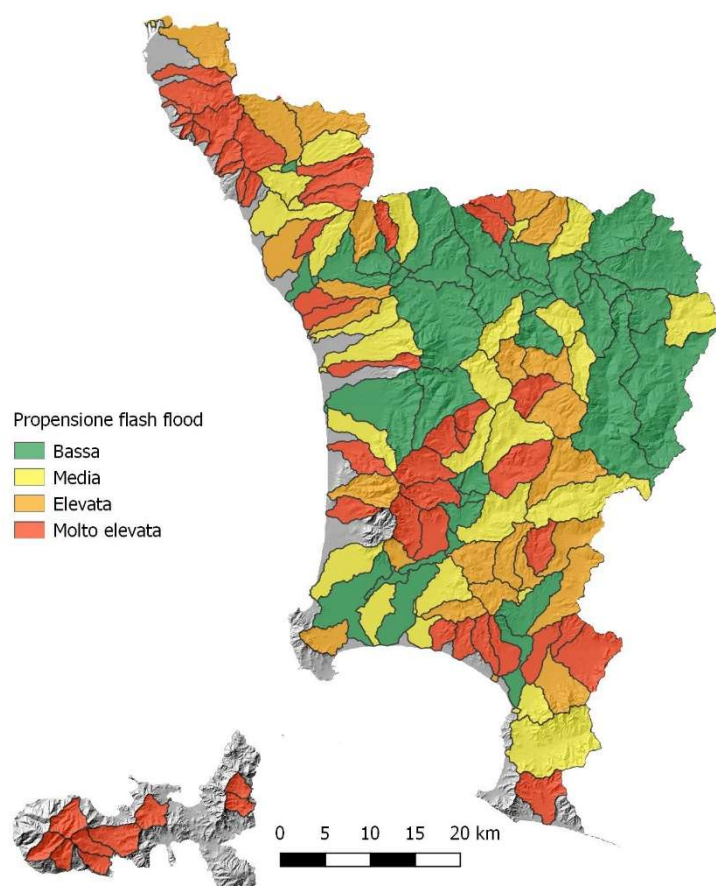 Propensione flash flood
Bassa
Media
Elevata
Molto elevata
0 5 10 15 20 km